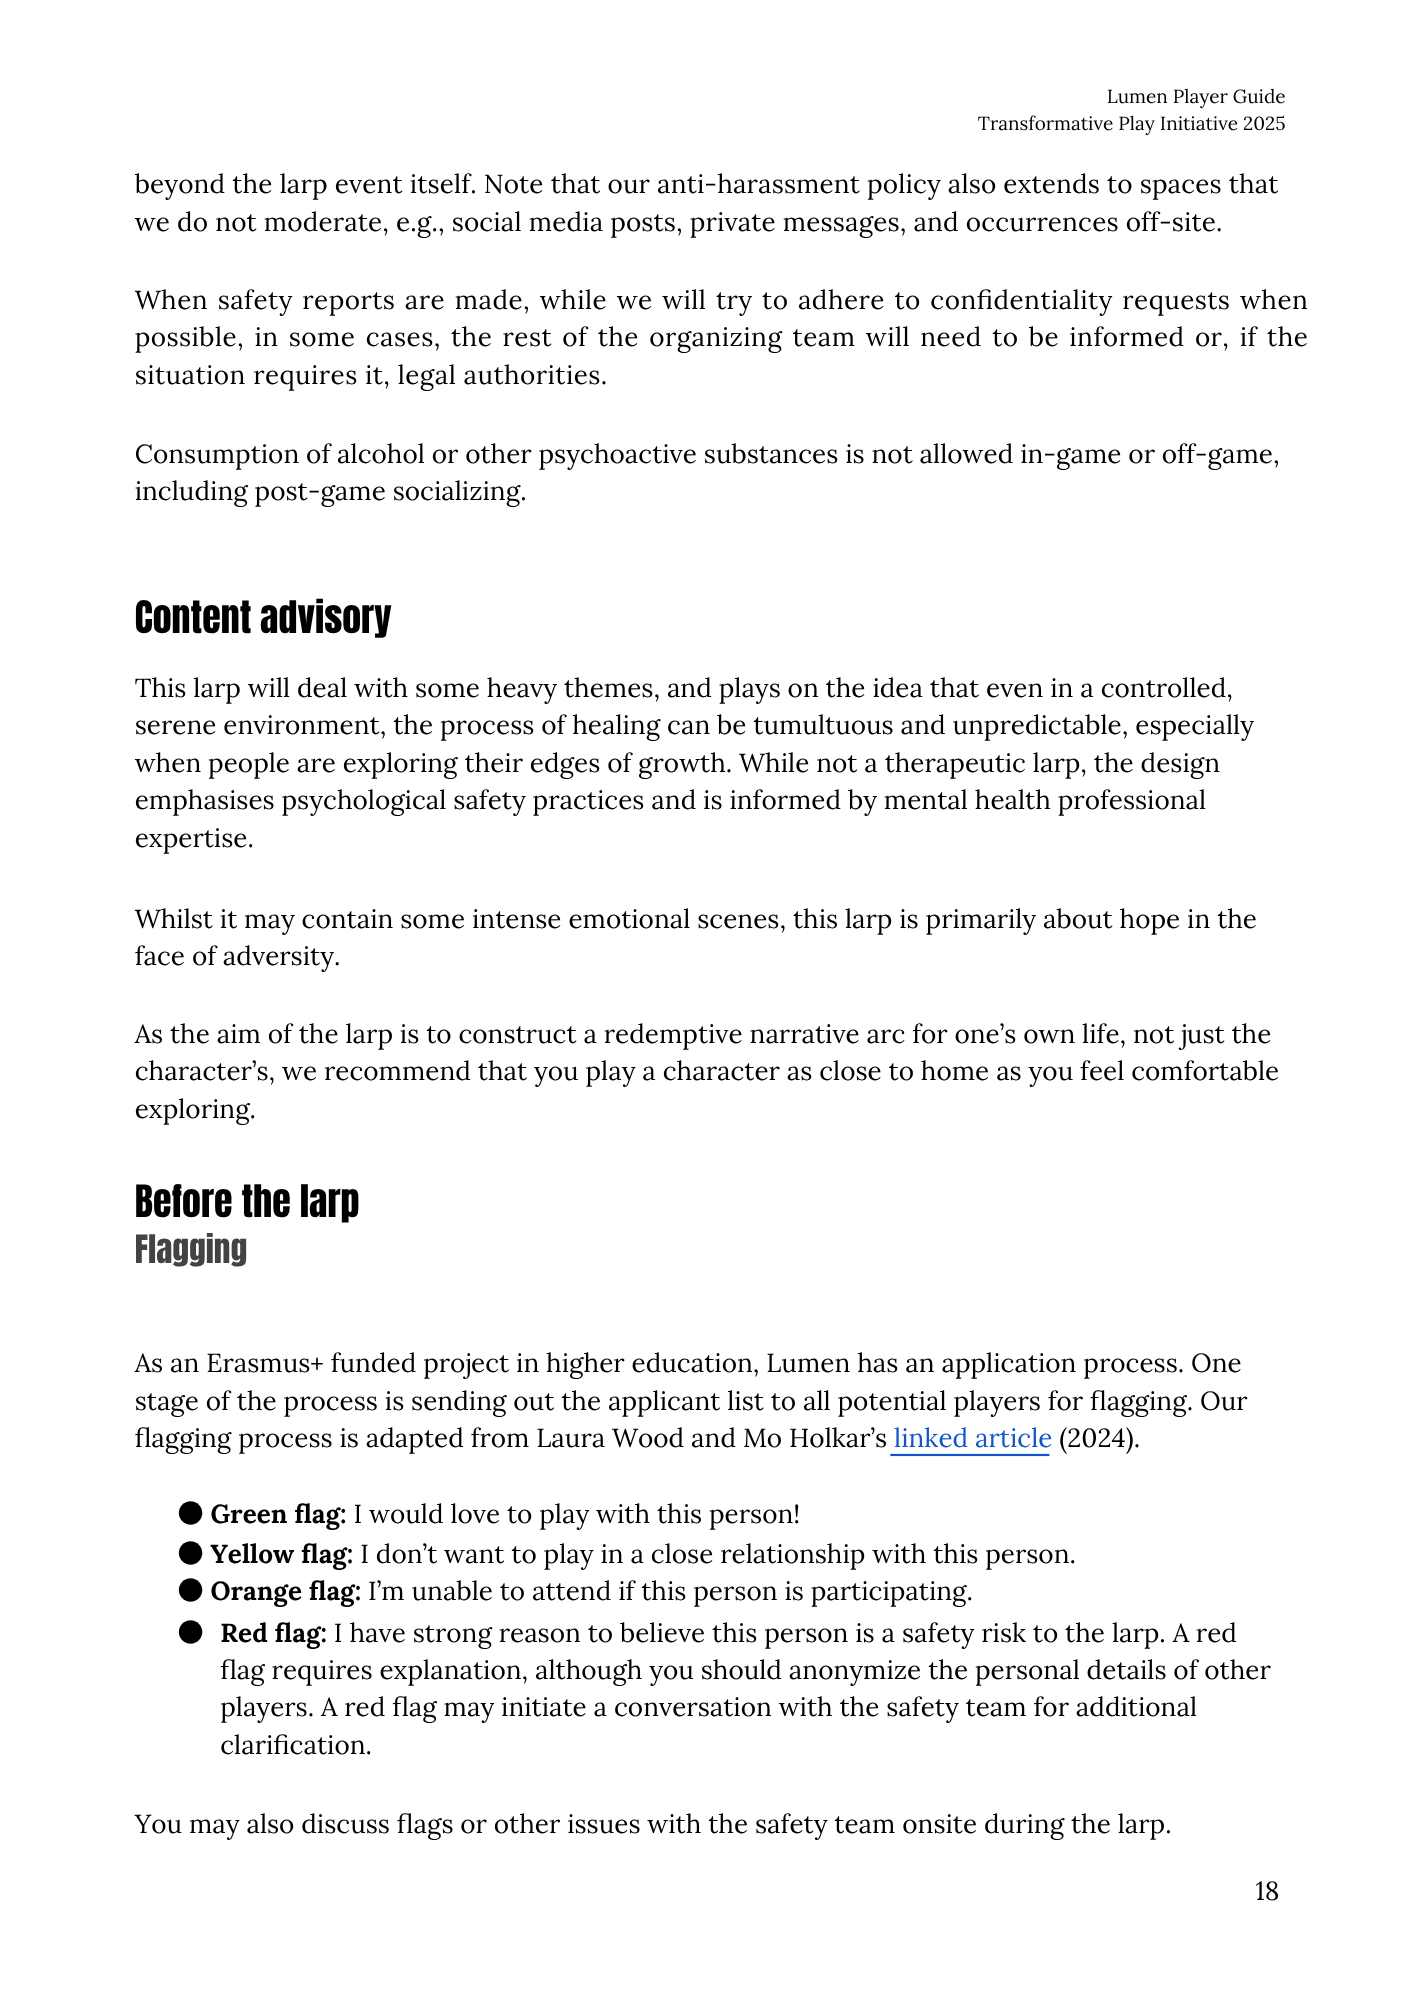 Lumen Player Guide
Transformative Play Initiative 2025
beyond the larp event itself. Note that our anti-harassment policy also extends to spaces that
we do not moderate, e.g., social media posts, private messages, and occurrences off-site.
When safety reports are made, while we will try to adhere to confidentiality requests when
possible, in some cases, the rest of the organizing team will need to be informed or, if the
situation requires it, legal authorities.
Consumption of alcohol or other psychoactive substances is not allowed in-game or off-game,
including post-game socializing.
Content advisory
This larp will deal with some heavy themes, and plays on the idea that even in a controlled,
serene environment, the process of healing can be tumultuous and unpredictable, especially
when people are exploring their edges of growth. While not a therapeutic larp, the design
emphasises psychological safety practices and is informed by mental health professional
expertise.
Whilst it may contain some intense emotional scenes, this larp is primarily about hope in the
face of adversity.
As the aim of the larp is to construct a redemptive narrative arc for one’s own life, not just the
character’s, we recommend that you play a character as close to home as you feel comfortable
exploring.
Before the larp
Flagging
As an Erasmus+ funded project in higher education, Lumen has an application process. One
stage of the process is sending out the applicant list to all potential players for flagging. Our
flagging process is adapted from Laura Wood and Mo Holkar’s linked article (2024).
● Green flag: I would love to play with this person!
● Yellow flag: I don’t want to play in a close relationship with this person.
● Orange flag: I’m unable to attend if this person is participating.
● Red flag: I have strong reason to believe this person is a safety risk to the larp. A red
flag requires explanation, although you should anonymize the personal details of other
players. A red flag may initiate a conversation with the safety team for additional
clarification.
You may also discuss flags or other issues with the safety team onsite during the larp.
18